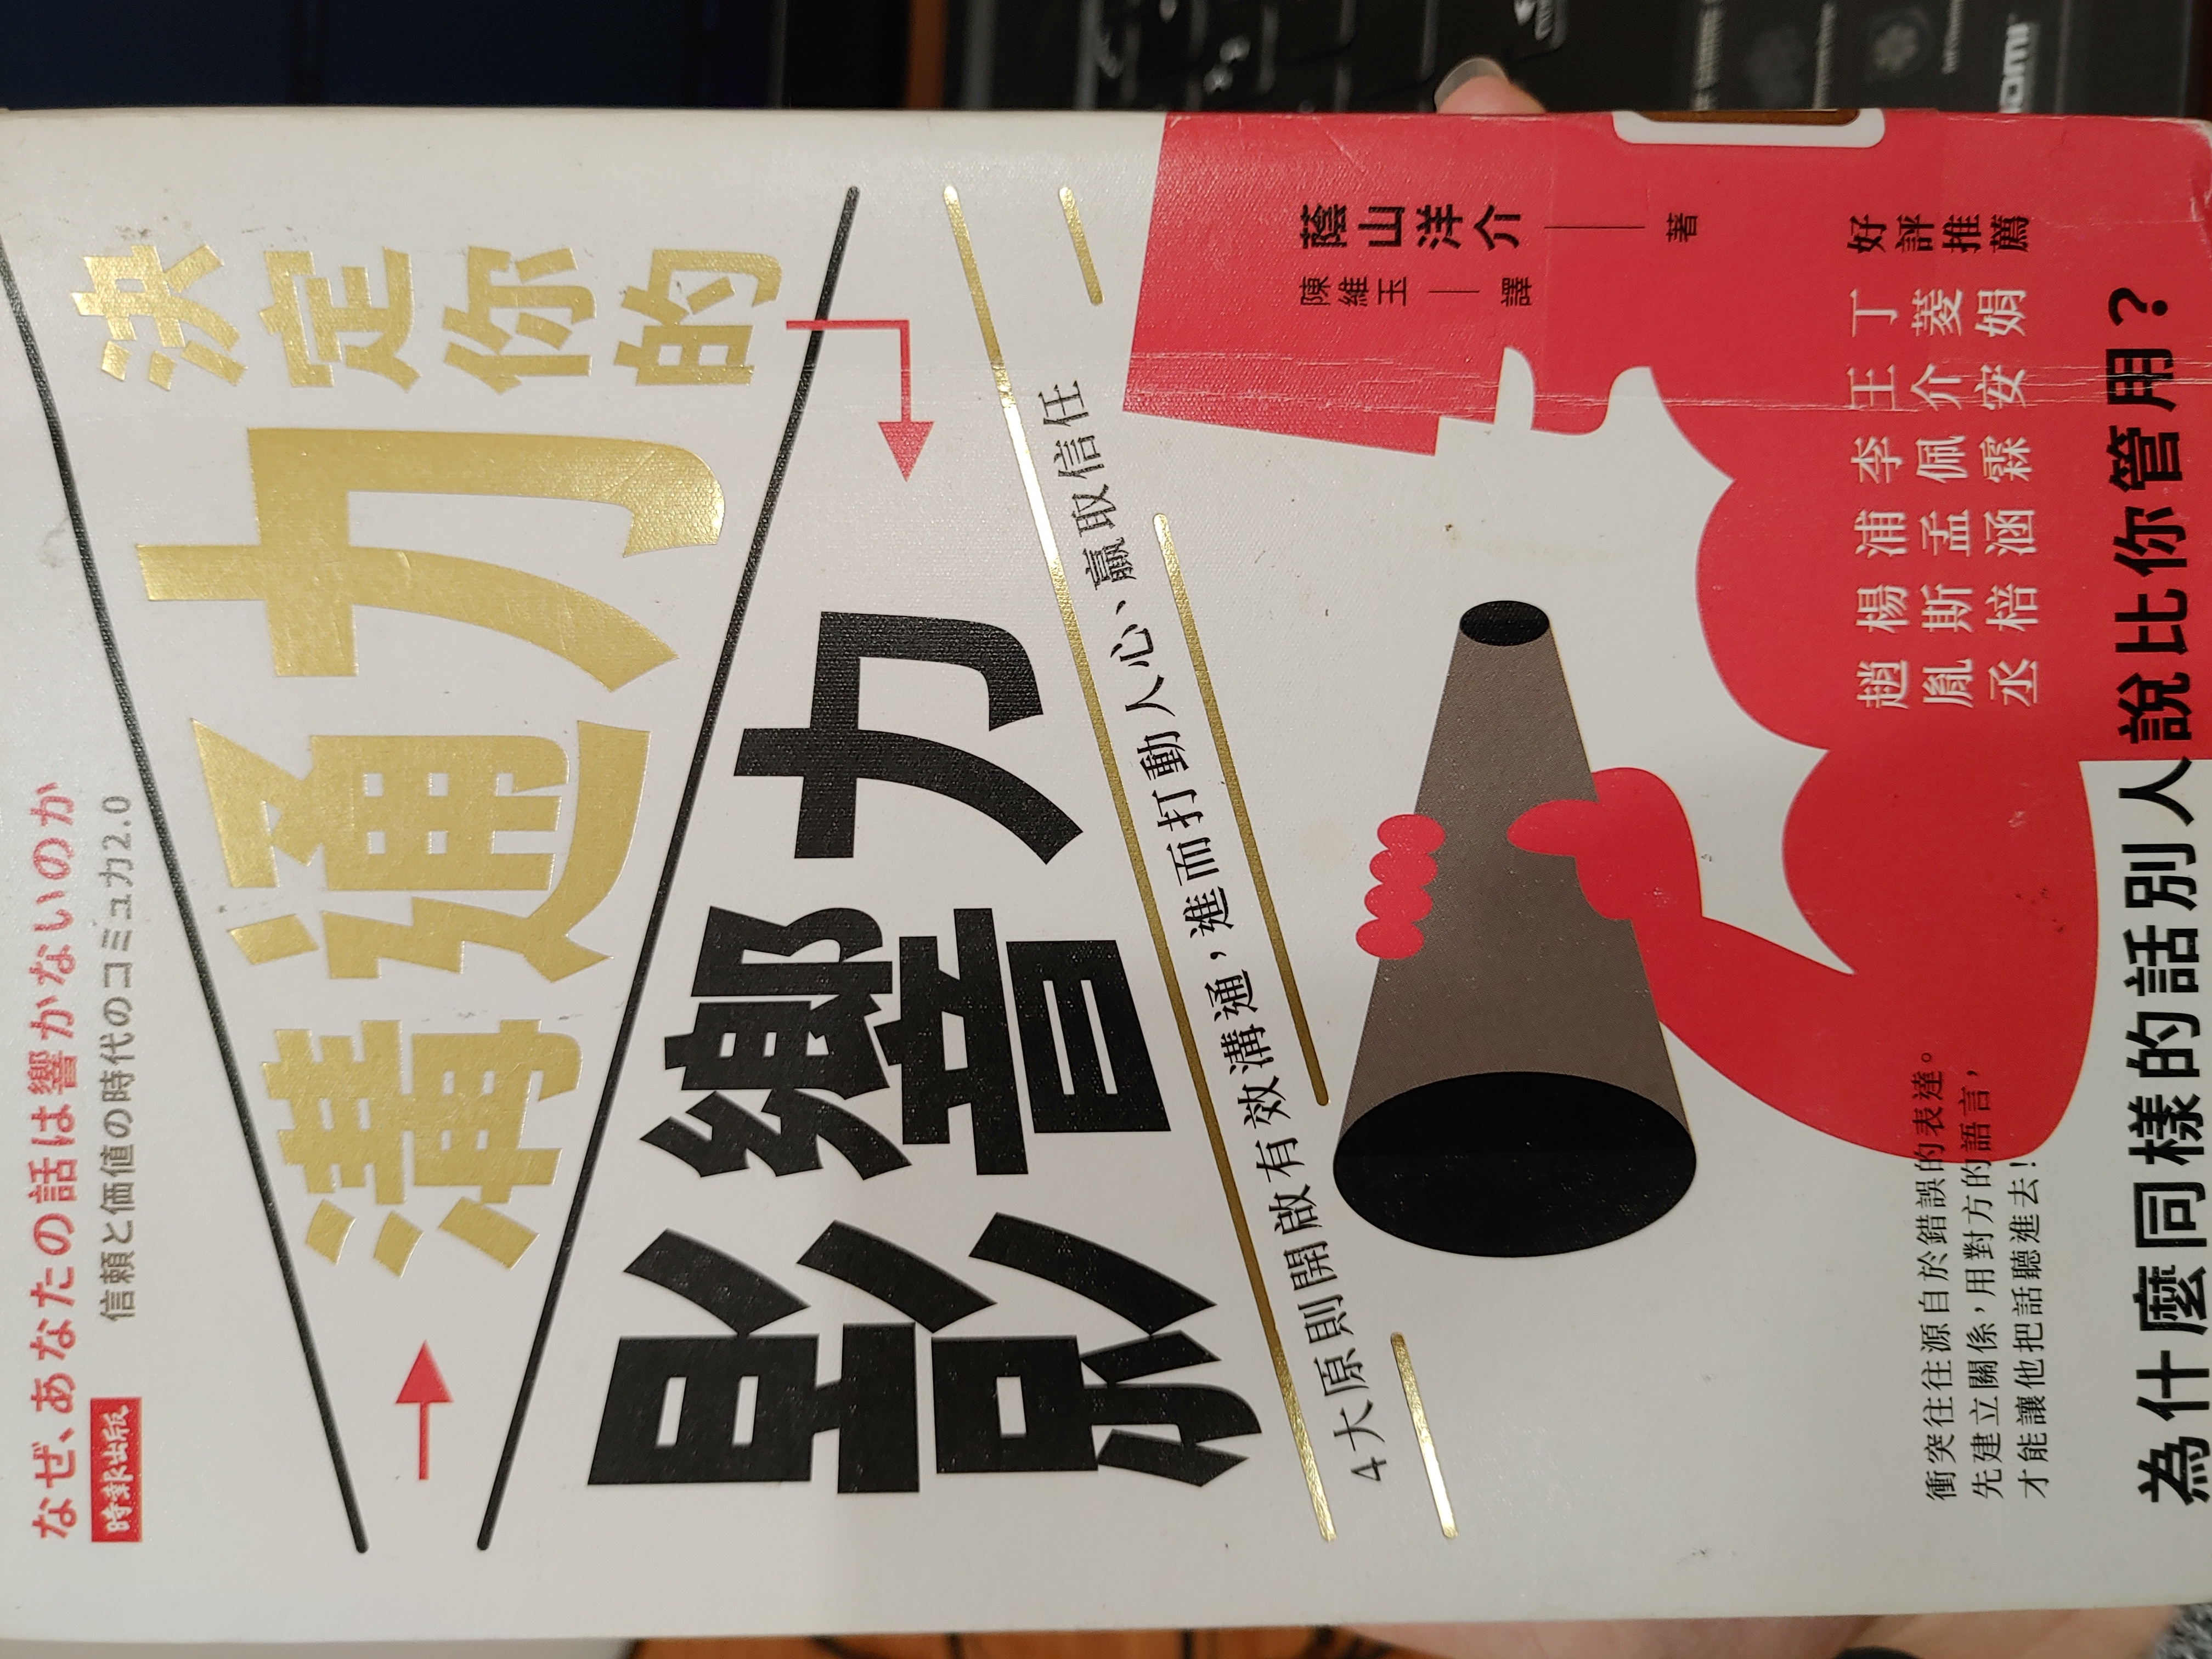 なぜ、あなたの話は響かないのか
時報出版
信頼と価値の時代のコミュ力2.0
溝通力
決定你的
影響力
4大原則開啟有效溝通，進而打動人心、贏取信任
蔭山洋介——著
陳維玉——譯
好評推薦
丁菱娟
王介安
李佩霖
浦孟涵
楊斯棓
趙胤丞
衝突往往源自於錯誤的表達。
先建立關係，用對方的語言，
才能讓他把話聽進去！
為什麼同樣的話別人說比你管用？